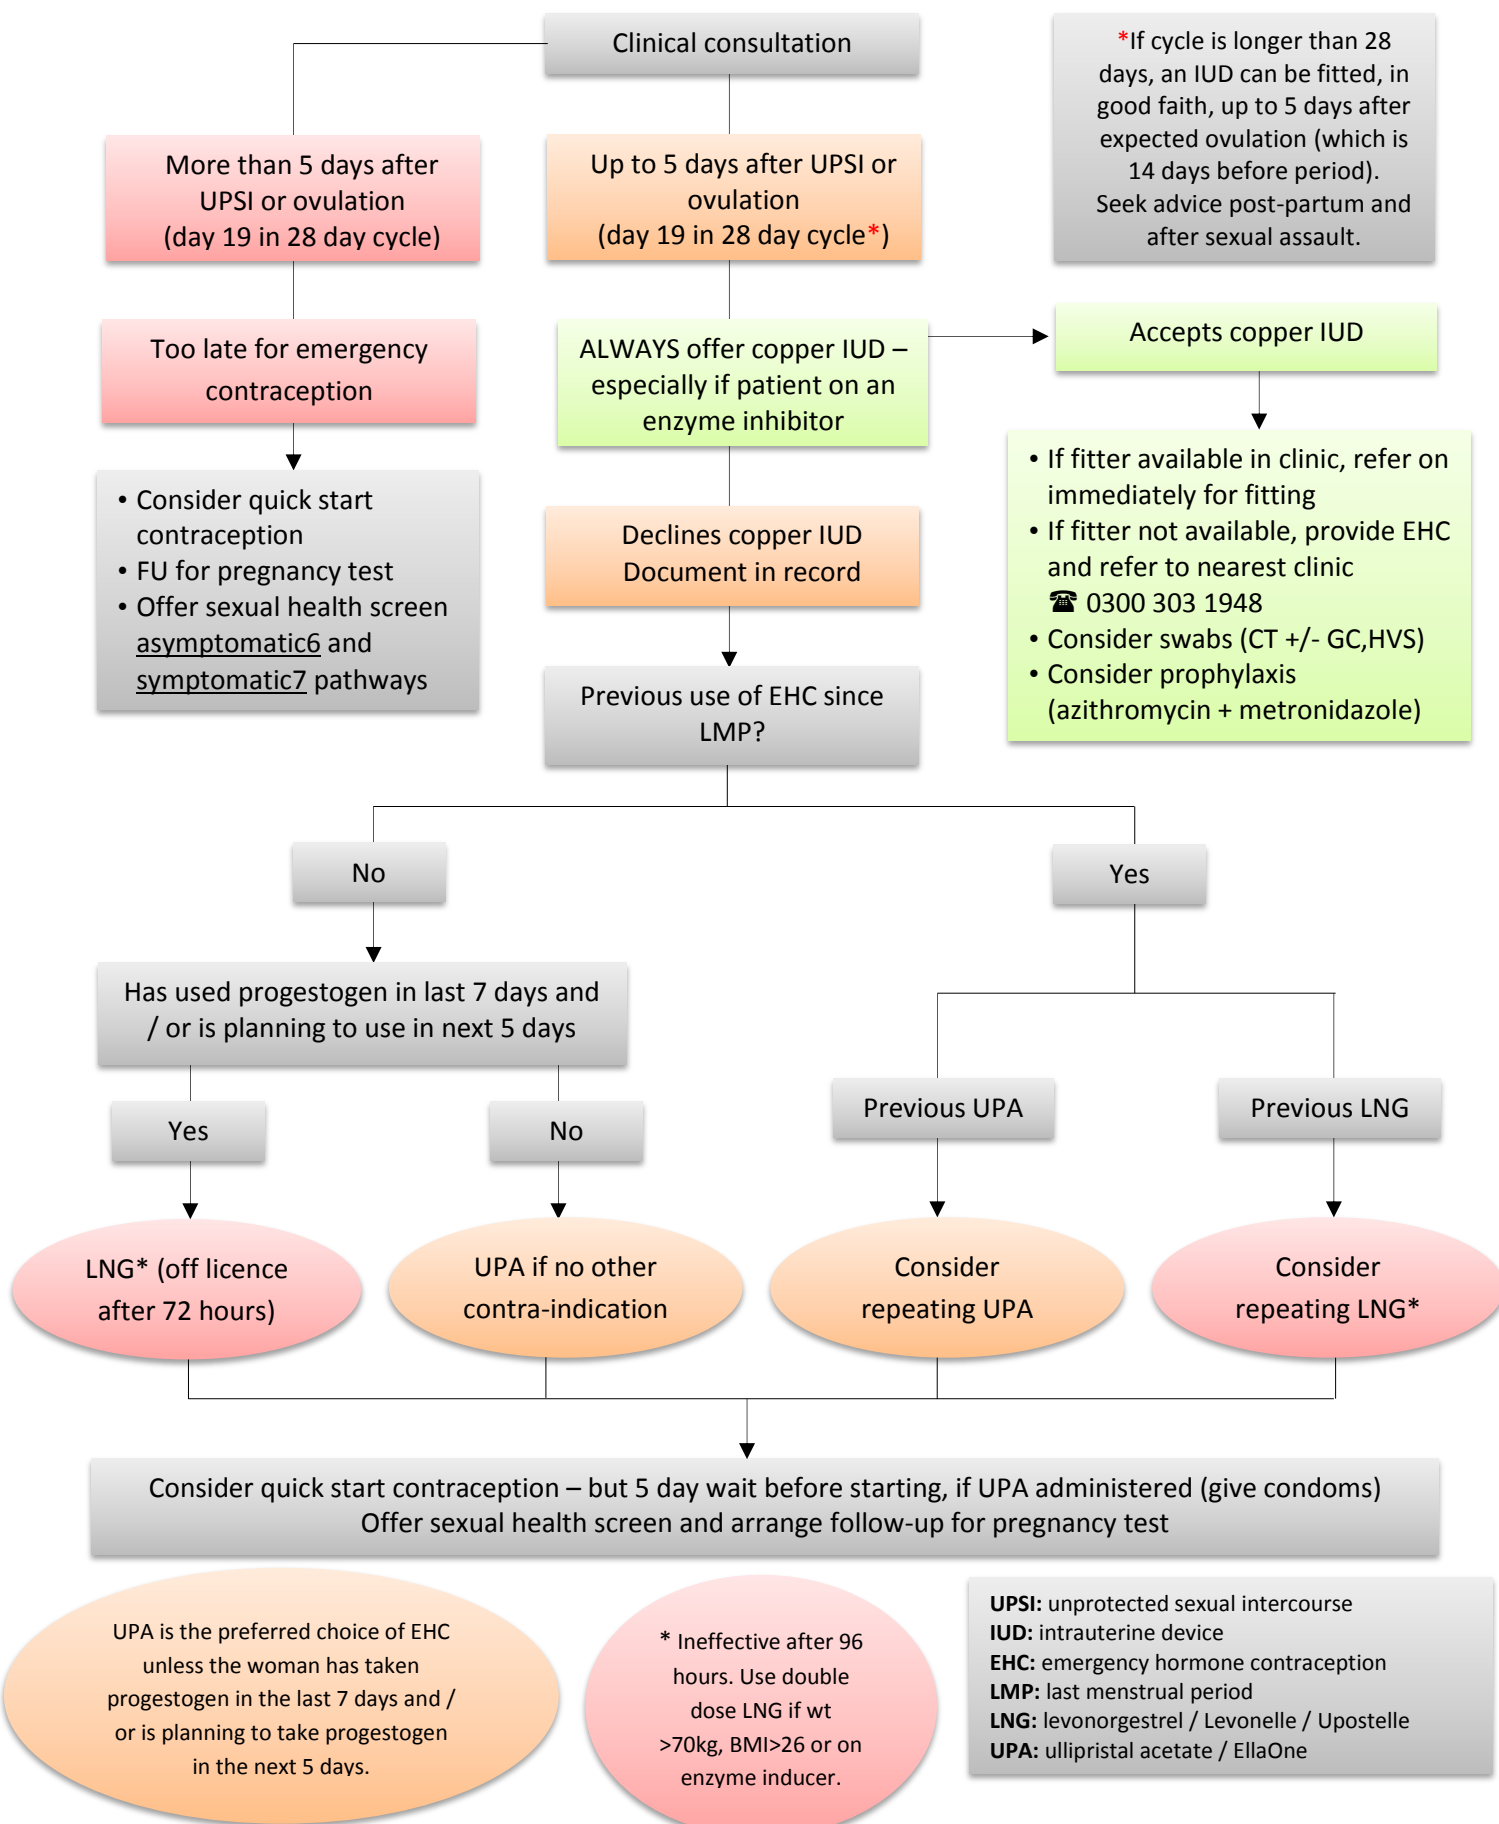 Clinical consultation
*If cycle is longer than 28
days, an IUD can be fitted, in
good faith, up to 5 days after
expected ovulation (which is
14 days before period).
Seek advice post-partum and
after sexual assault.
More than 5 days after
UPSI or ovulation
(day 19 in 28 day cycle)
Up to 5 days after UPSI or
ovulation
(day 19 in 28 day cycle*)
Too late for emergency
contraception
ALWAYS offer copper IUD –
especially if patient on an
enzyme inhibitor
Accepts copper IUD
• Consider quick start
contraception
• FU for pregnancy test
• Offer sexual health screen
asymptomatic6 and
symptomatic7 pathways
Declines copper IUD
Document in record
• If fitter available in clinic, refer on
immediately for fitting
• If fitter not available, provide EHC
and refer to nearest clinic
☎ 0300 303 1948
• Consider swabs (CT +/- GC,HVS)
• Consider prophylaxis
(azithromycin + metronidazole)
Previous use of EHC since
LMP?
No
Yes
Has used progestogen in last 7 days and
/ or is planning to use in next 5 days
Yes
No
Previous UPA
Previous LNG
LNG* (off licence
after 72 hours)
UPA if no other
contra-indication
Consider
repeating UPA
Consider
repeating LNG*
Consider quick start contraception – but 5 day wait before starting, if UPA administered (give condoms)
Offer sexual health screen and arrange follow-up for pregnancy test
UPA is the preferred choice of EHC
unless the woman has taken
progestogen in the last 7 days and /
or is planning to take progestogen
in the next 5 days.
* Ineffective after 96
hours. Use double
dose LNG if wt
>70kg, BMI>26 or on
enzyme inducer.
UPSI: unprotected sexual intercourse
IUD: intrauterine device
EHC: emergency hormone contraception
LMP: last menstrual period
LNG: levonorgestrel / Levonelle / Upostelle
UPA: ullipristal acetate / EllaOne